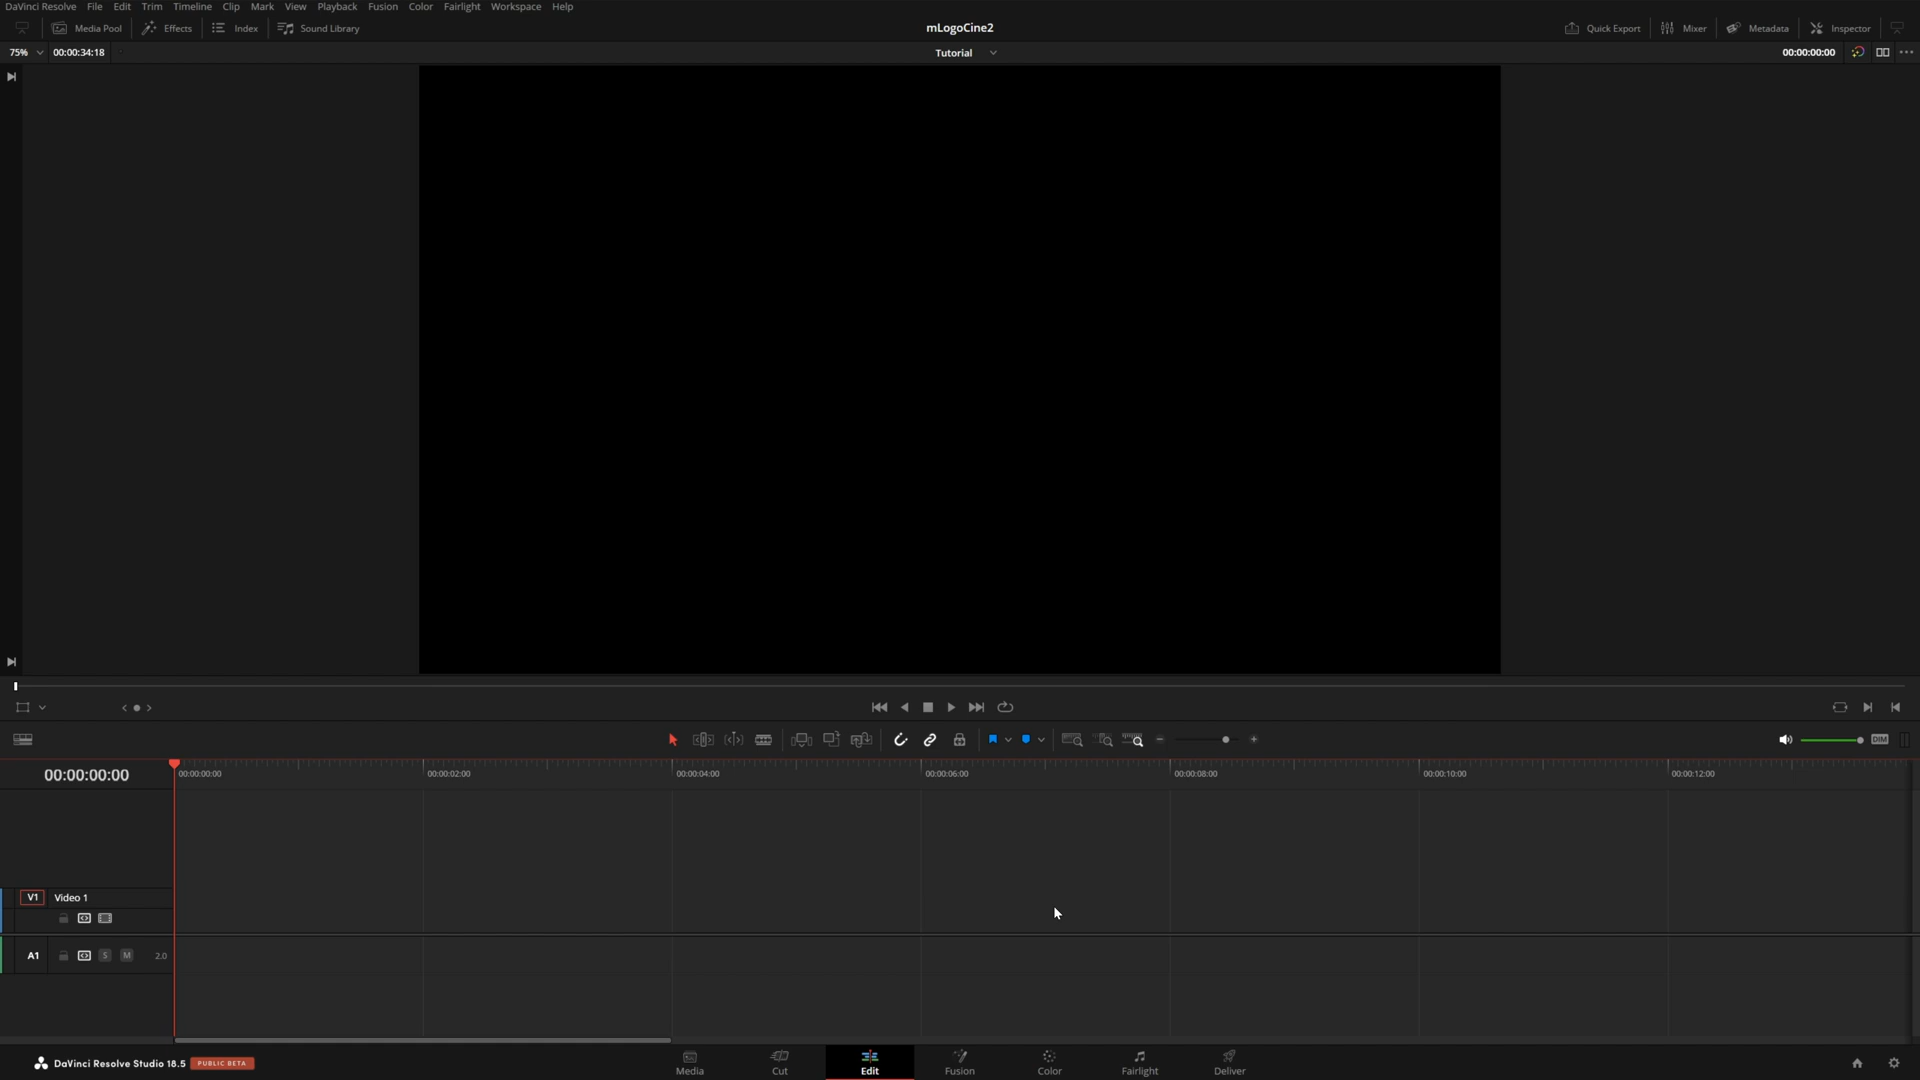 DaVinci Resolve File Edit Trim Timeline Clip Mark View Playback Fusion Color Fairlight Workspace Help
Media Pool Effects Index Sound Library mLogoCine2 Quick Export Mixer Metadata Inspector
75% 00:00:34:18 Tutorial 00:00:00:00
DIM
00:00:00:00 00:00:00:00 00:00:02:00 00:00:04:00 00:00:06:00 00:00:08:00 00:00:10:00 00:00:12:00
V1 Video 1
A1 S M 2.0
DaVinci Resolve Studio 18.5 PUBLIC BETA Media Cut Edit Fusion Color Fairlight Deliver